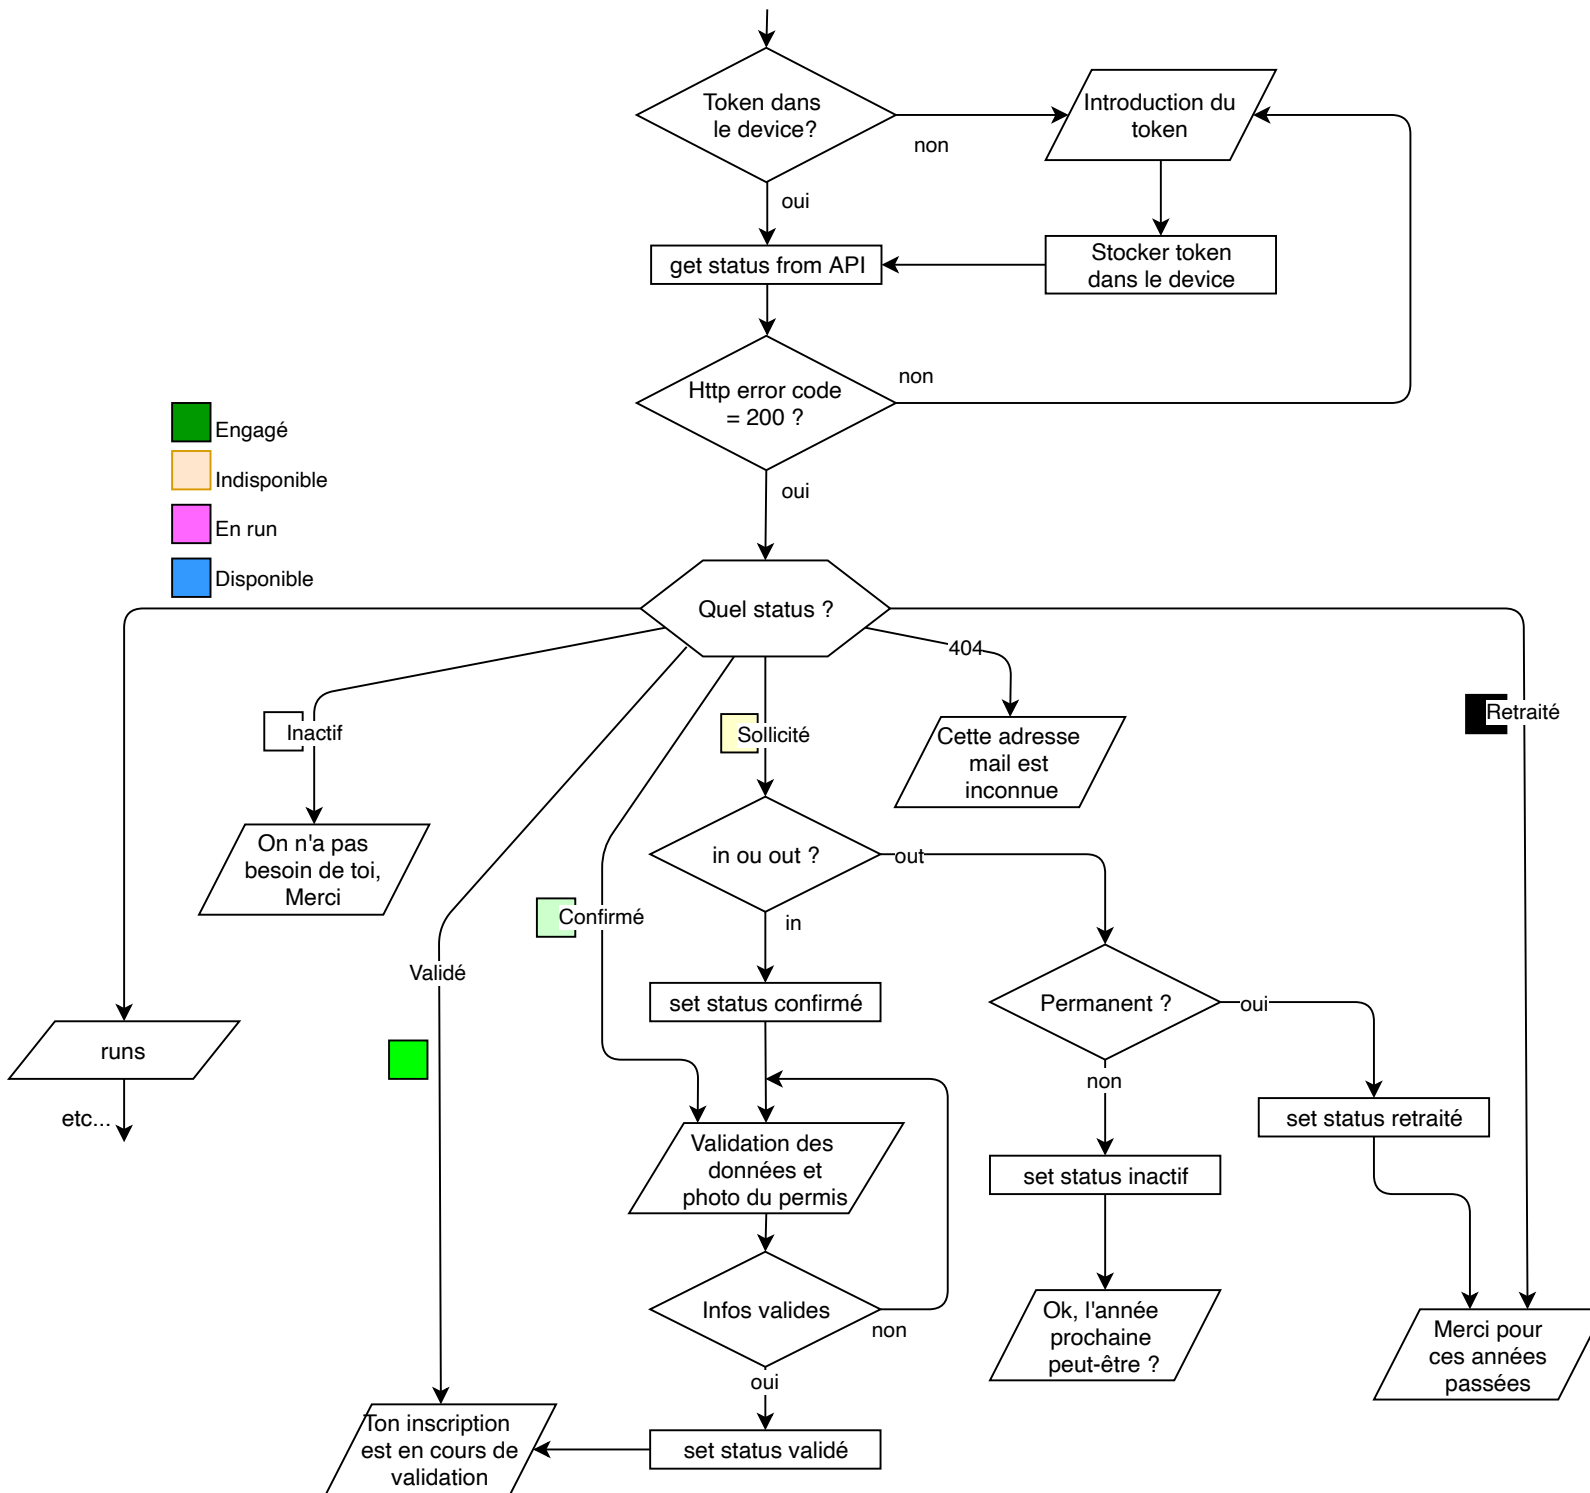 Token dans
le device?
Introduction du
token
non
oui
get status from API
Stocker token
dans le device
Http error code
= 200 ?
non
oui
Engagé
Indisponible
En run
Disponible
Quel status ?
404
Inactif
Sollicité
Retraité
Cette adresse
mail est
inconnue
On n'a pas
besoin de toi,
Merci
in ou out ?
out
in
Confirmé
Validé
set status confirmé
Permanent ?
oui
non
runs
etc...
Validation des
données et
photo du permis
set status retraité
set status inactif
Infos valides
non
oui
Ok, l'année
prochaine
peut-être ?
Merci pour
ces années
passées
Ton inscription
est en cours de
validation
set status validé